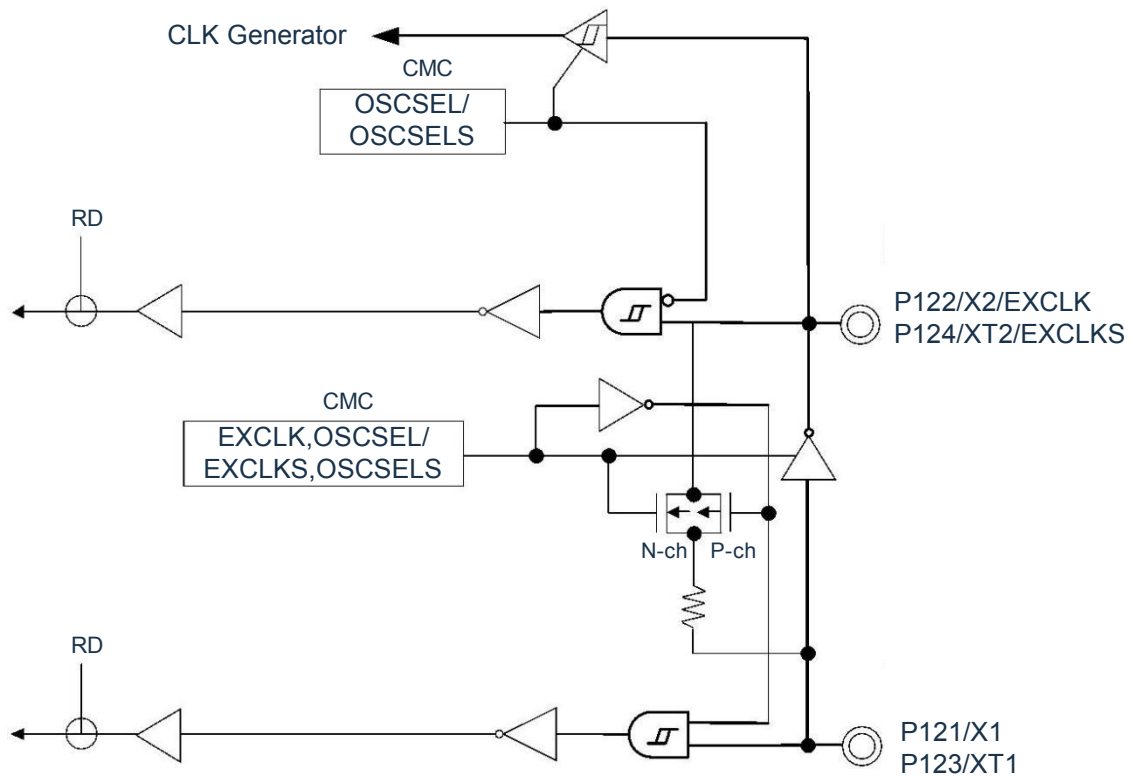 CLK Generator
CMC
OSCSEL/
OSCSELS
RD
P122/X2/EXCLK
P124/XT2/EXCLKS
CMC
EXCLK,OSCSEL/
EXCLKS,OSCSELS
N-ch P-ch
RD
P121/X1
P123/XT1